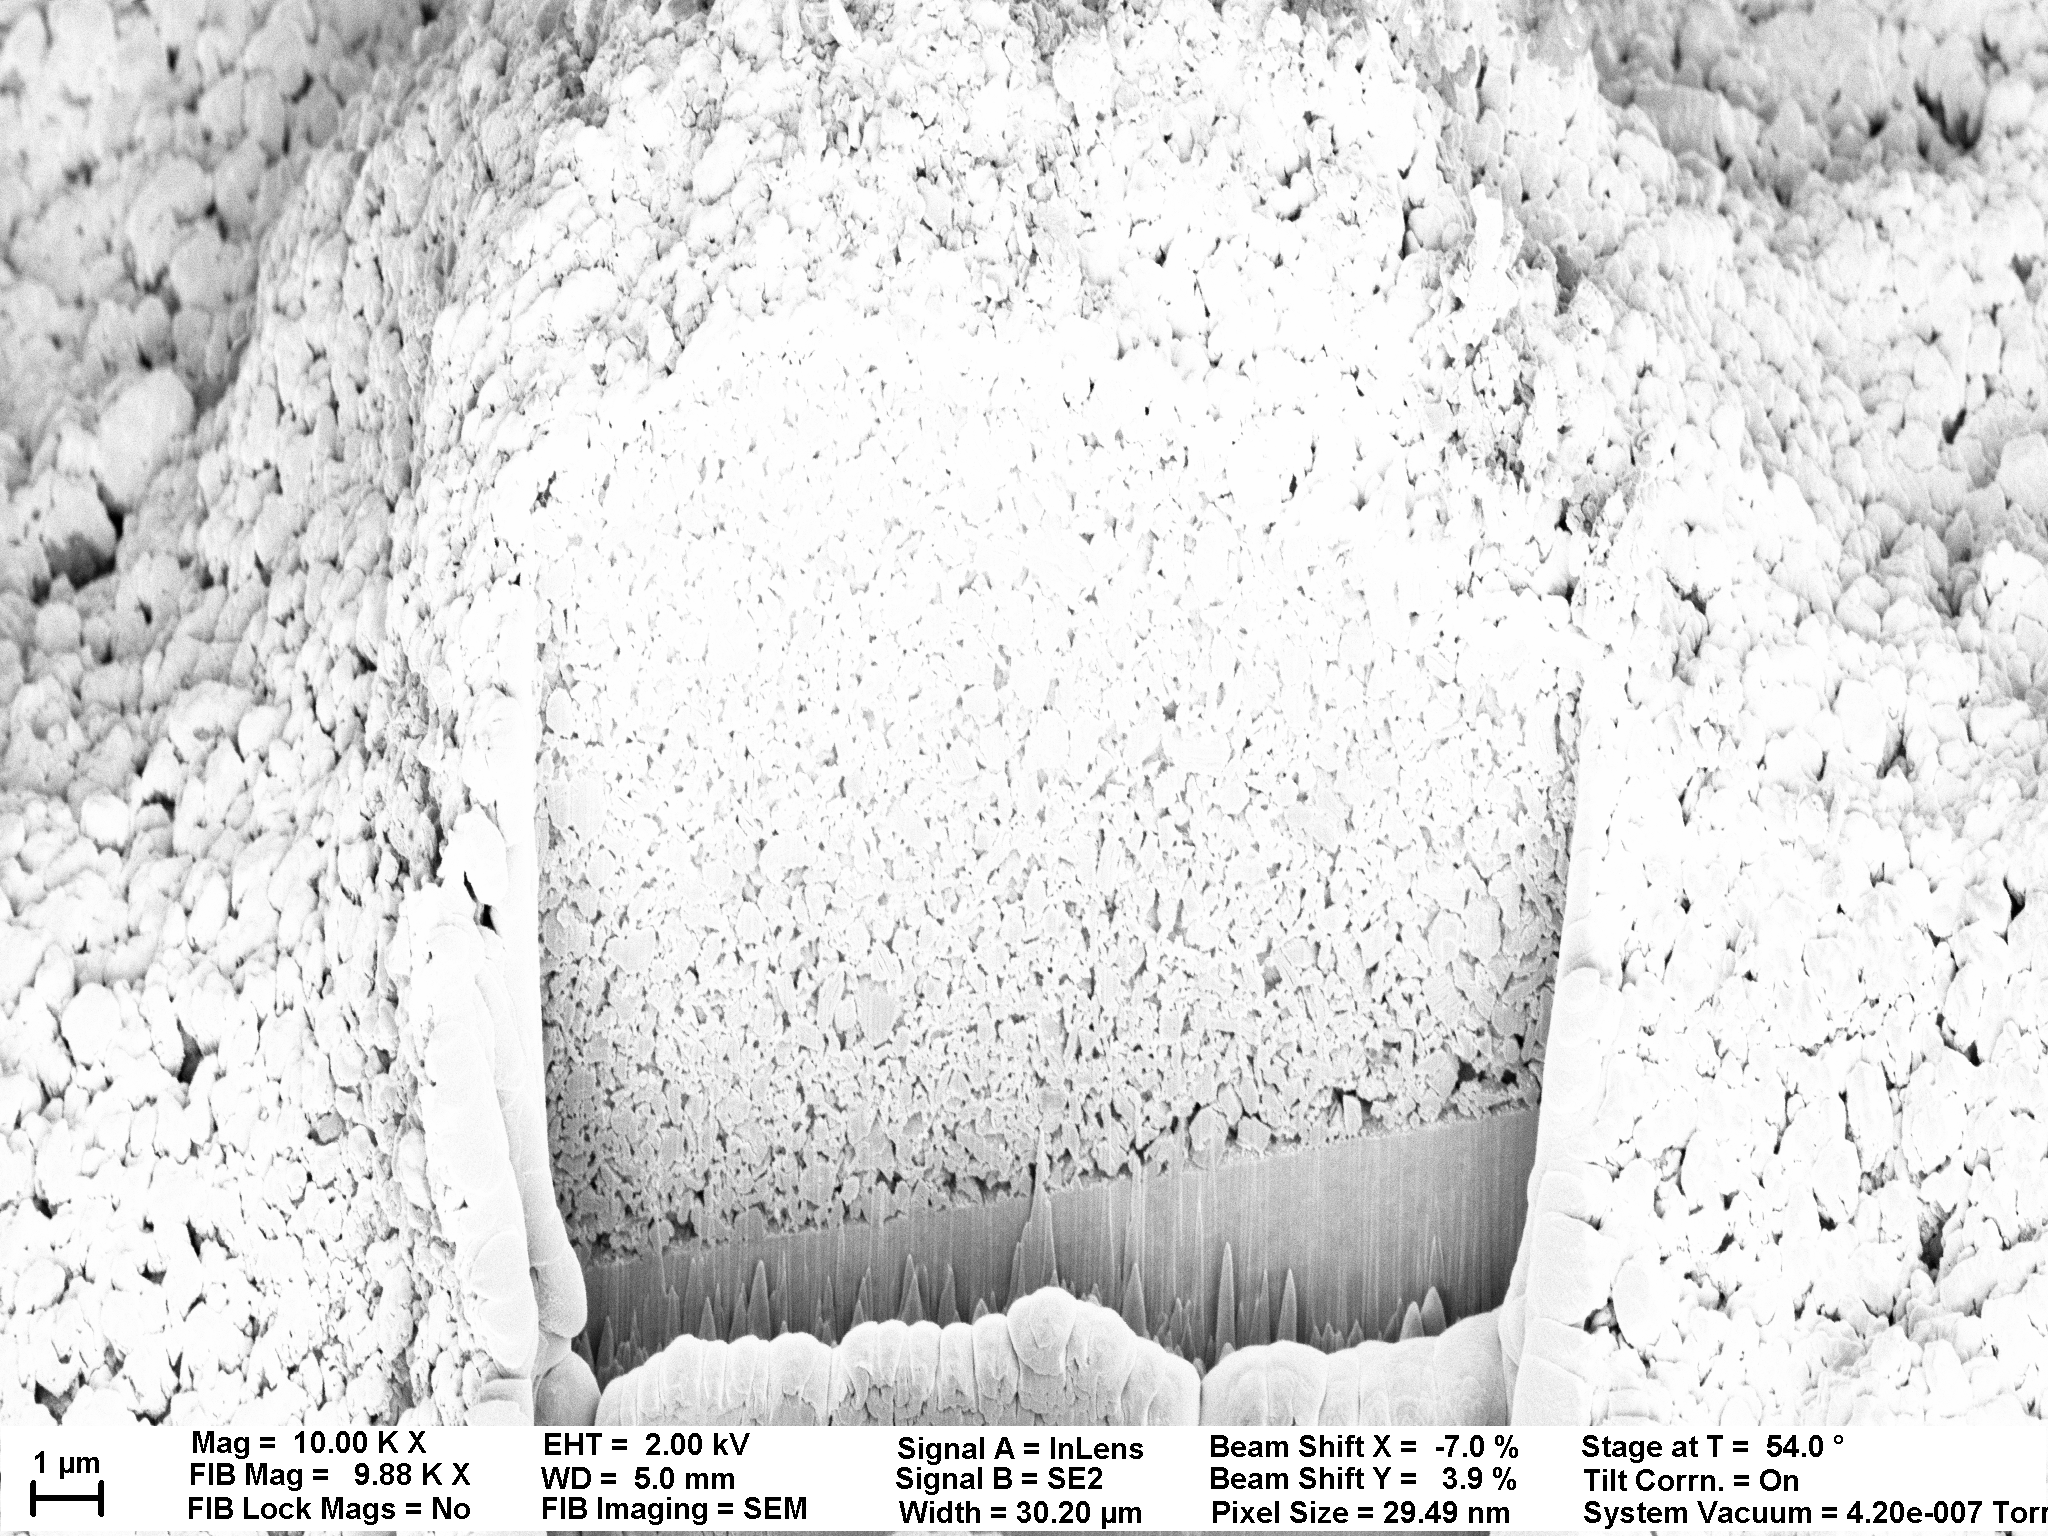 1 µm
Mag = 10.00 K X
FIB Mag = 9.88 K X
FIB Lock Mags = No
EHT = 2.00 kV
WD = 5.0 mm
FIB Imaging = SEM
Signal A = InLens
Signal B = SE2
Width = 30.20 µm
Beam Shift X = -7.0 %
Beam Shift Y = 3.9 %
Pixel Size = 29.49 nm
Stage at T = 54.0 °
Tilt Corrn. = On
System Vacuum = 4.20e-007 Torr